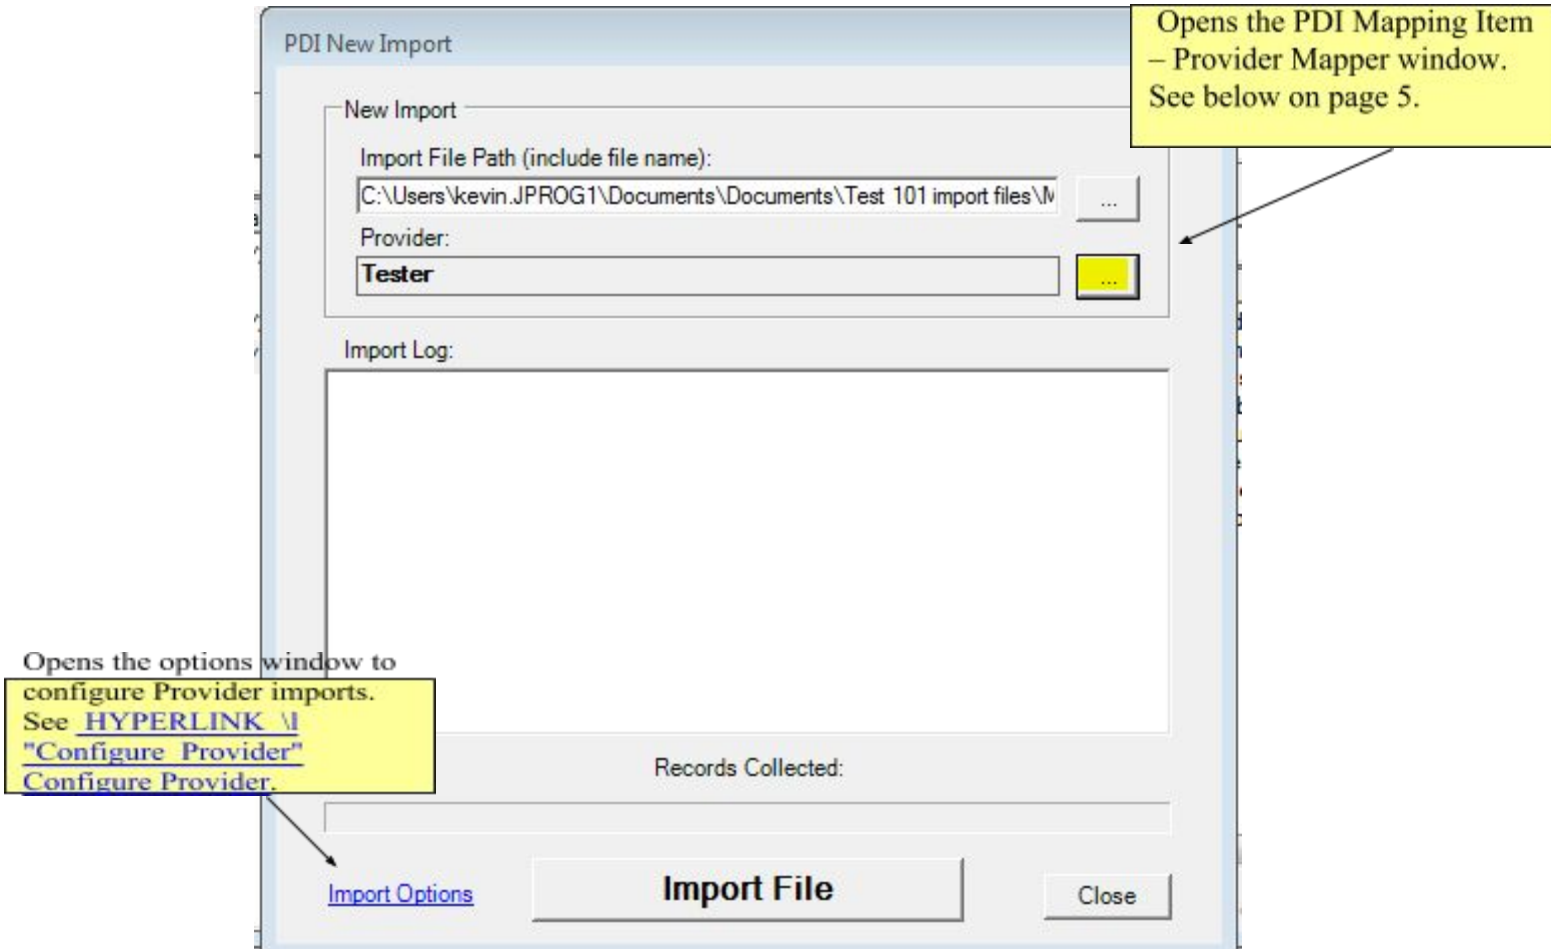 Opens the PDI Mapping Item
– Provider Mapper window.
See below on page 5.
PDI New Import
New Import
Import File Path (include file name):
C:\Users\kevin.JPROG1\Documents\Documents\Test 101 import files\M
...
Provider:
Tester
...
Import Log:
Opens the options window to
configure Provider imports.
See HYPERLINK \l
"Configure Provider"
Configure Provider.
Records Collected:
Import Options
Import File
Close